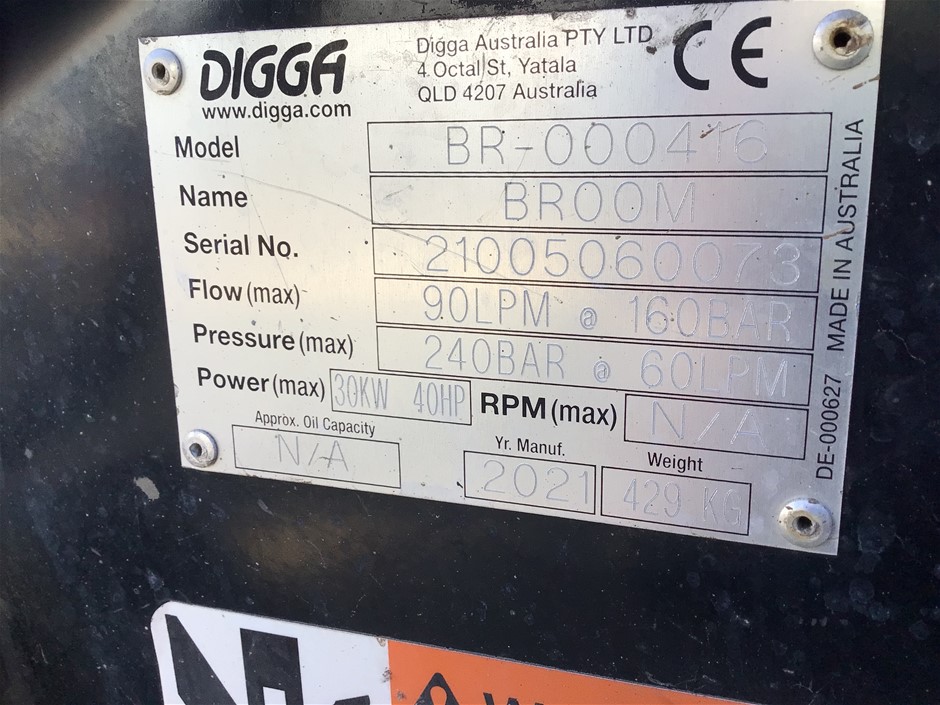 DIGGA
www.digga.com
Digga Australia PTY LTD
4 Octal St, Yatala
QLD 4207 Australia
CE
Model BR-000416
Name BROOM
Serial No. 21005060073
Flow (max) 90LPM @ 160BAR
Pressure (max) 240BAR @ 60LPM
Power (max) 30KW 40HP RPM (max) N/A
Approx. Oil Capacity N/A
Yr. Manuf. 2021
Weight 429 KG
DE-000627 MADE IN AUSTRALIA